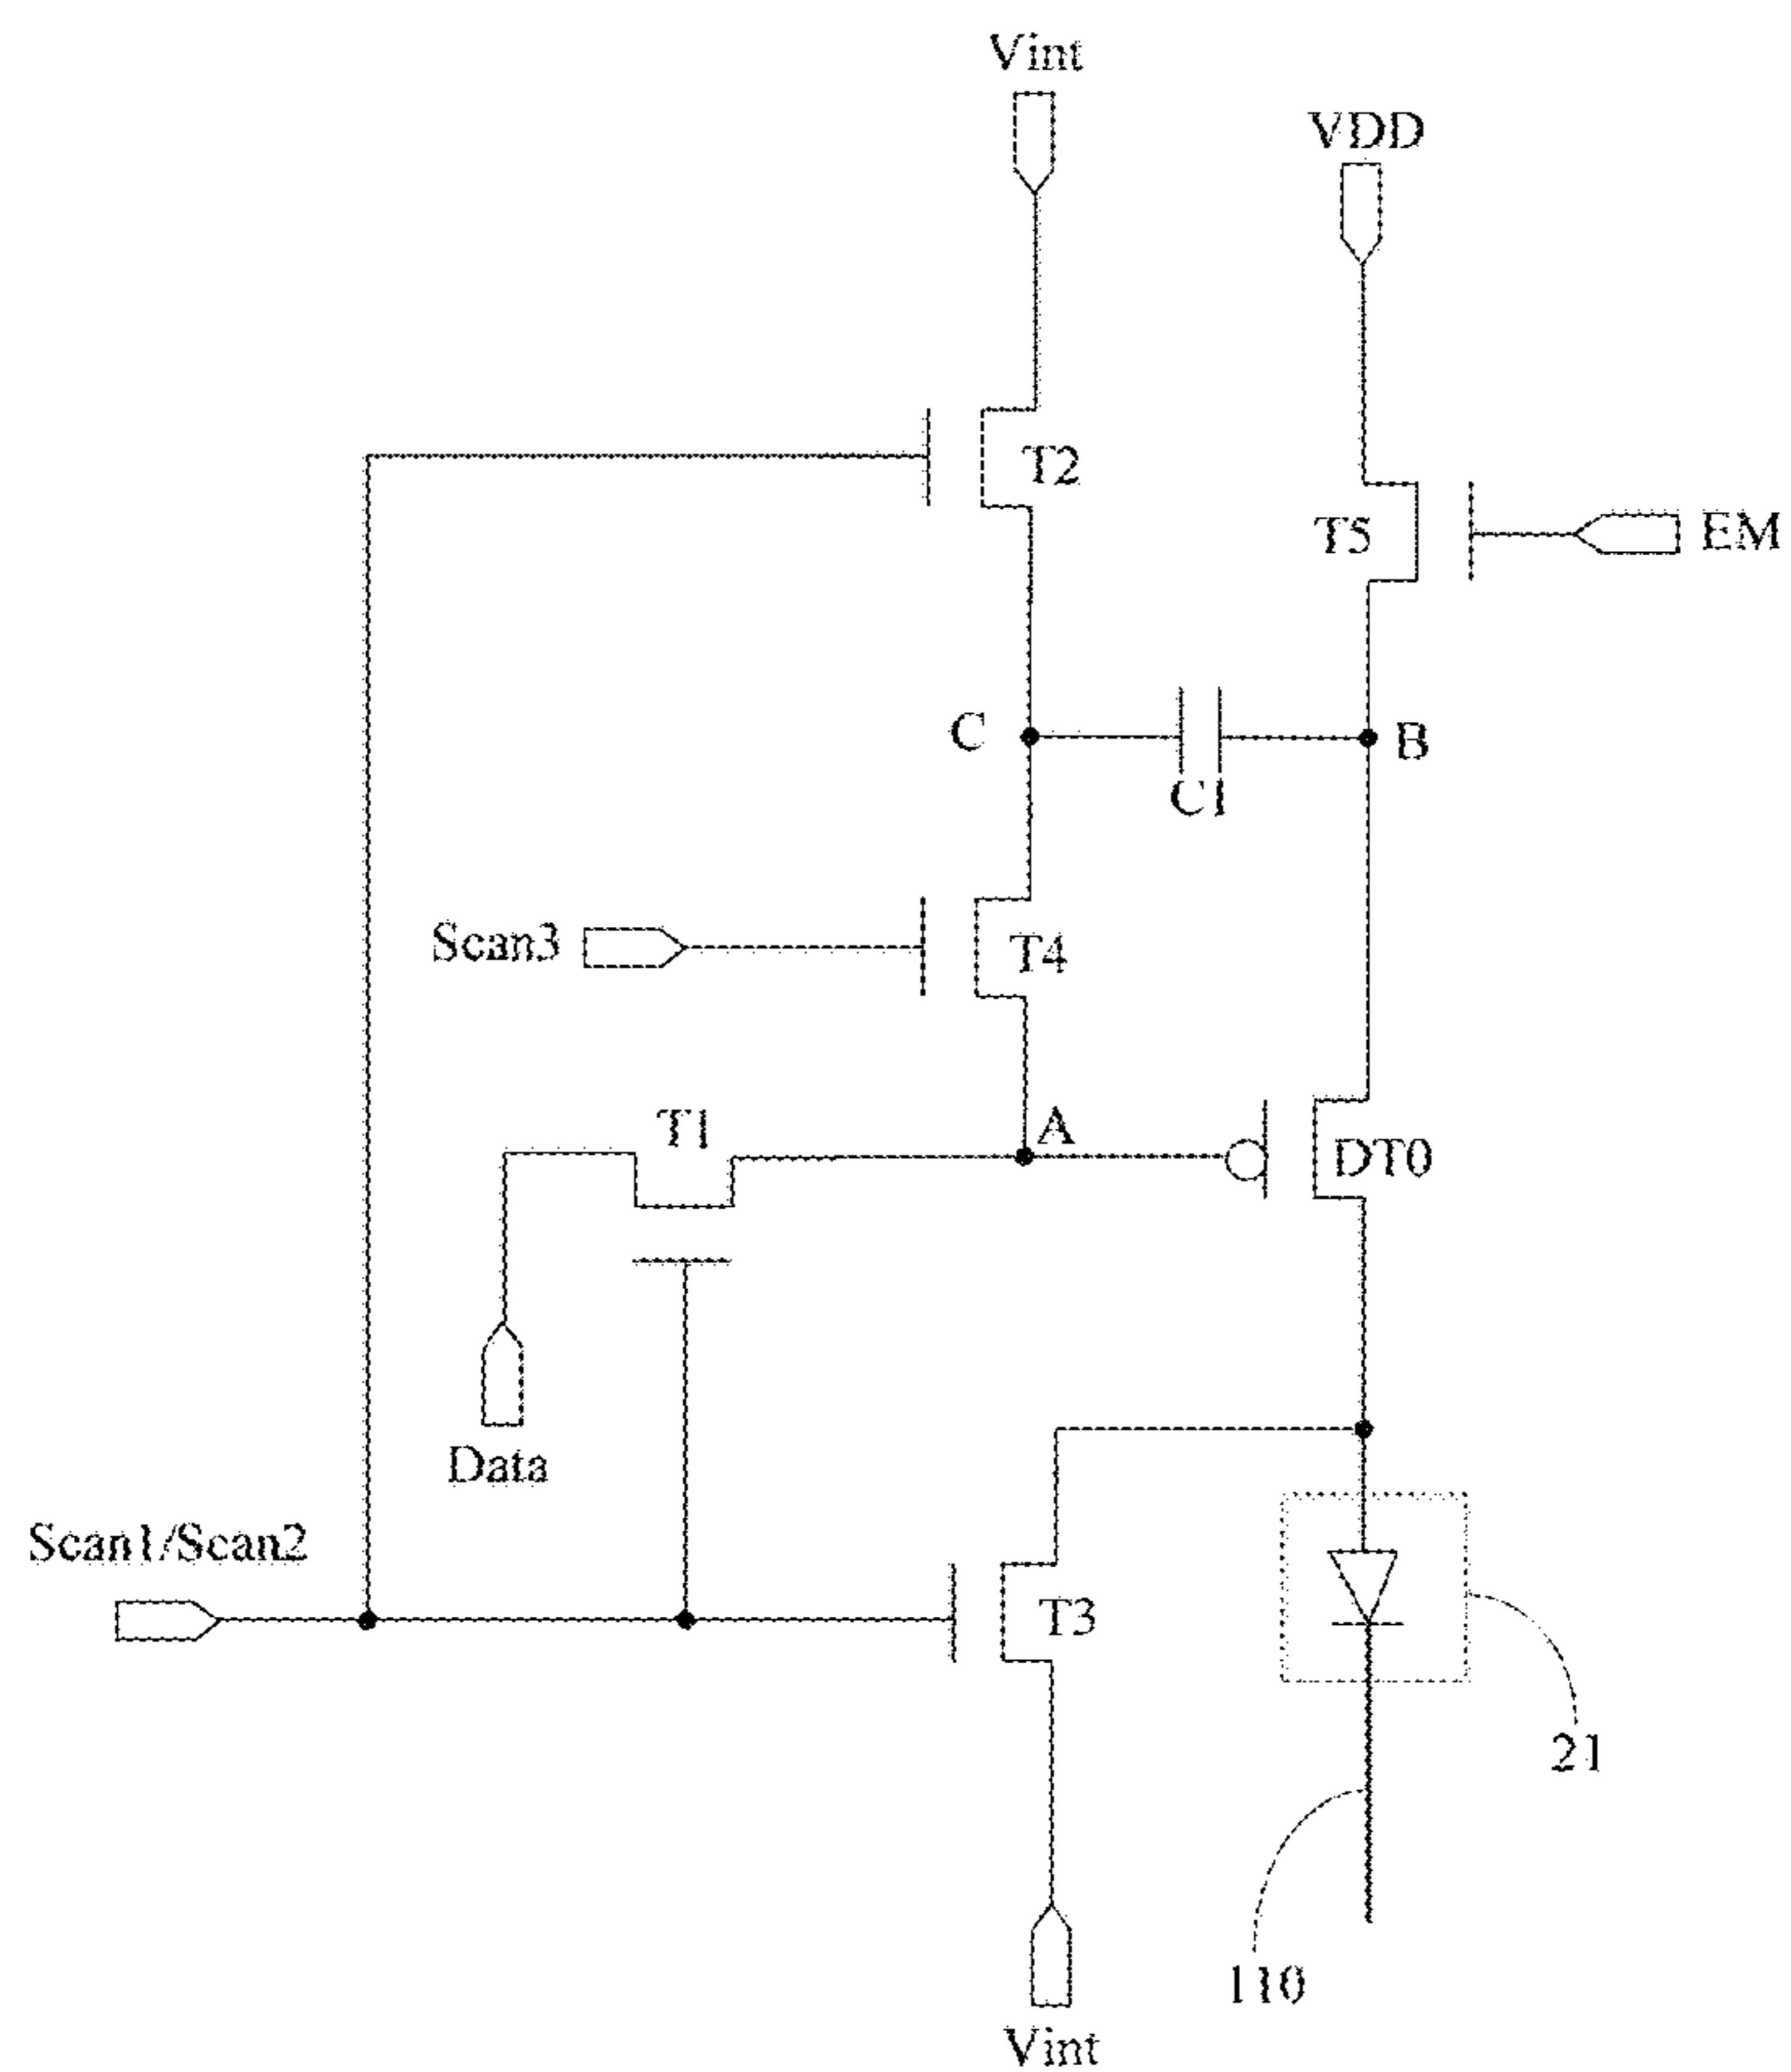 Vint
VDD
T2
T5
EM
C
B
C1
Scan3
T4
T1
A
DT0
Data
Scan1/Scan2
T3
21
110
Vint